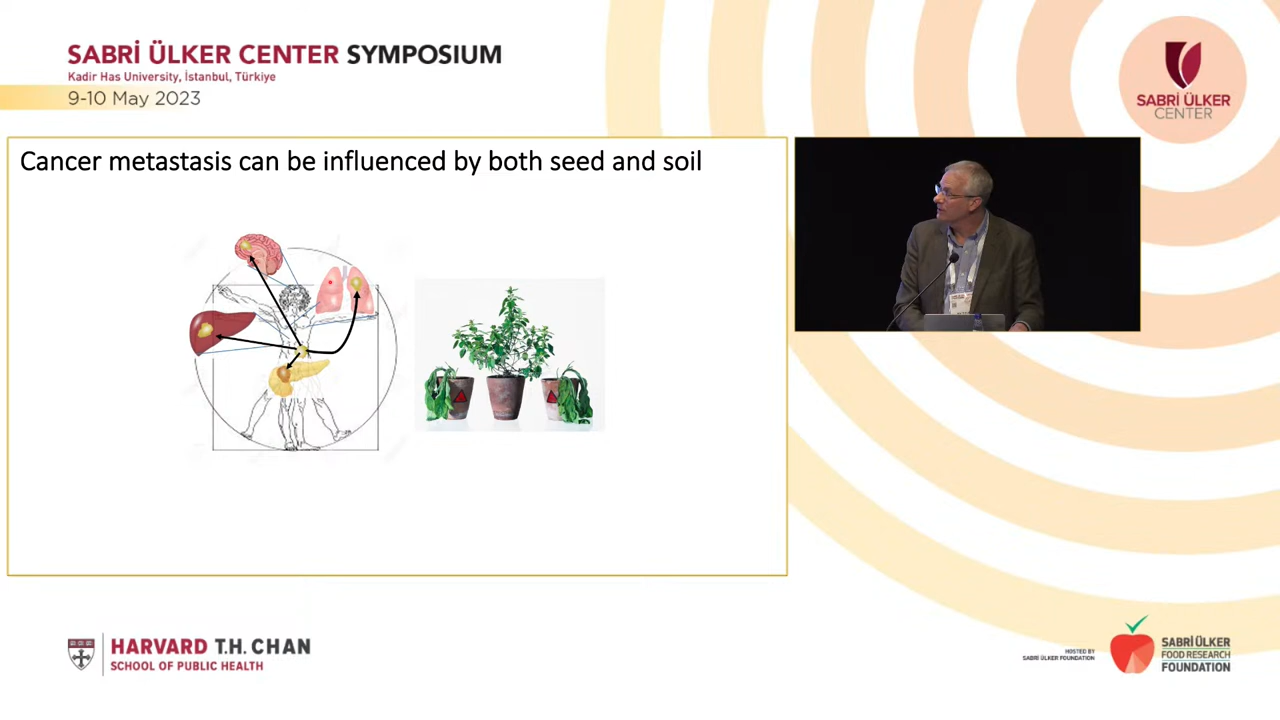 SABRİ ÜLKER CENTER SYMPOSIUM
Kadir Has University, İstanbul, Türkiye
9-10 May 2023
SABRİ ÜLKER
CENTER
Cancer metastasis can be influenced by both seed and soil
HARVARD T.H. CHAN
SCHOOL OF PUBLIC HEALTH
HOSTED BY
SABRİ ÜLKER FOUNDATION
SABRİ ÜLKER
FOOD RESEARCH
FOUNDATION